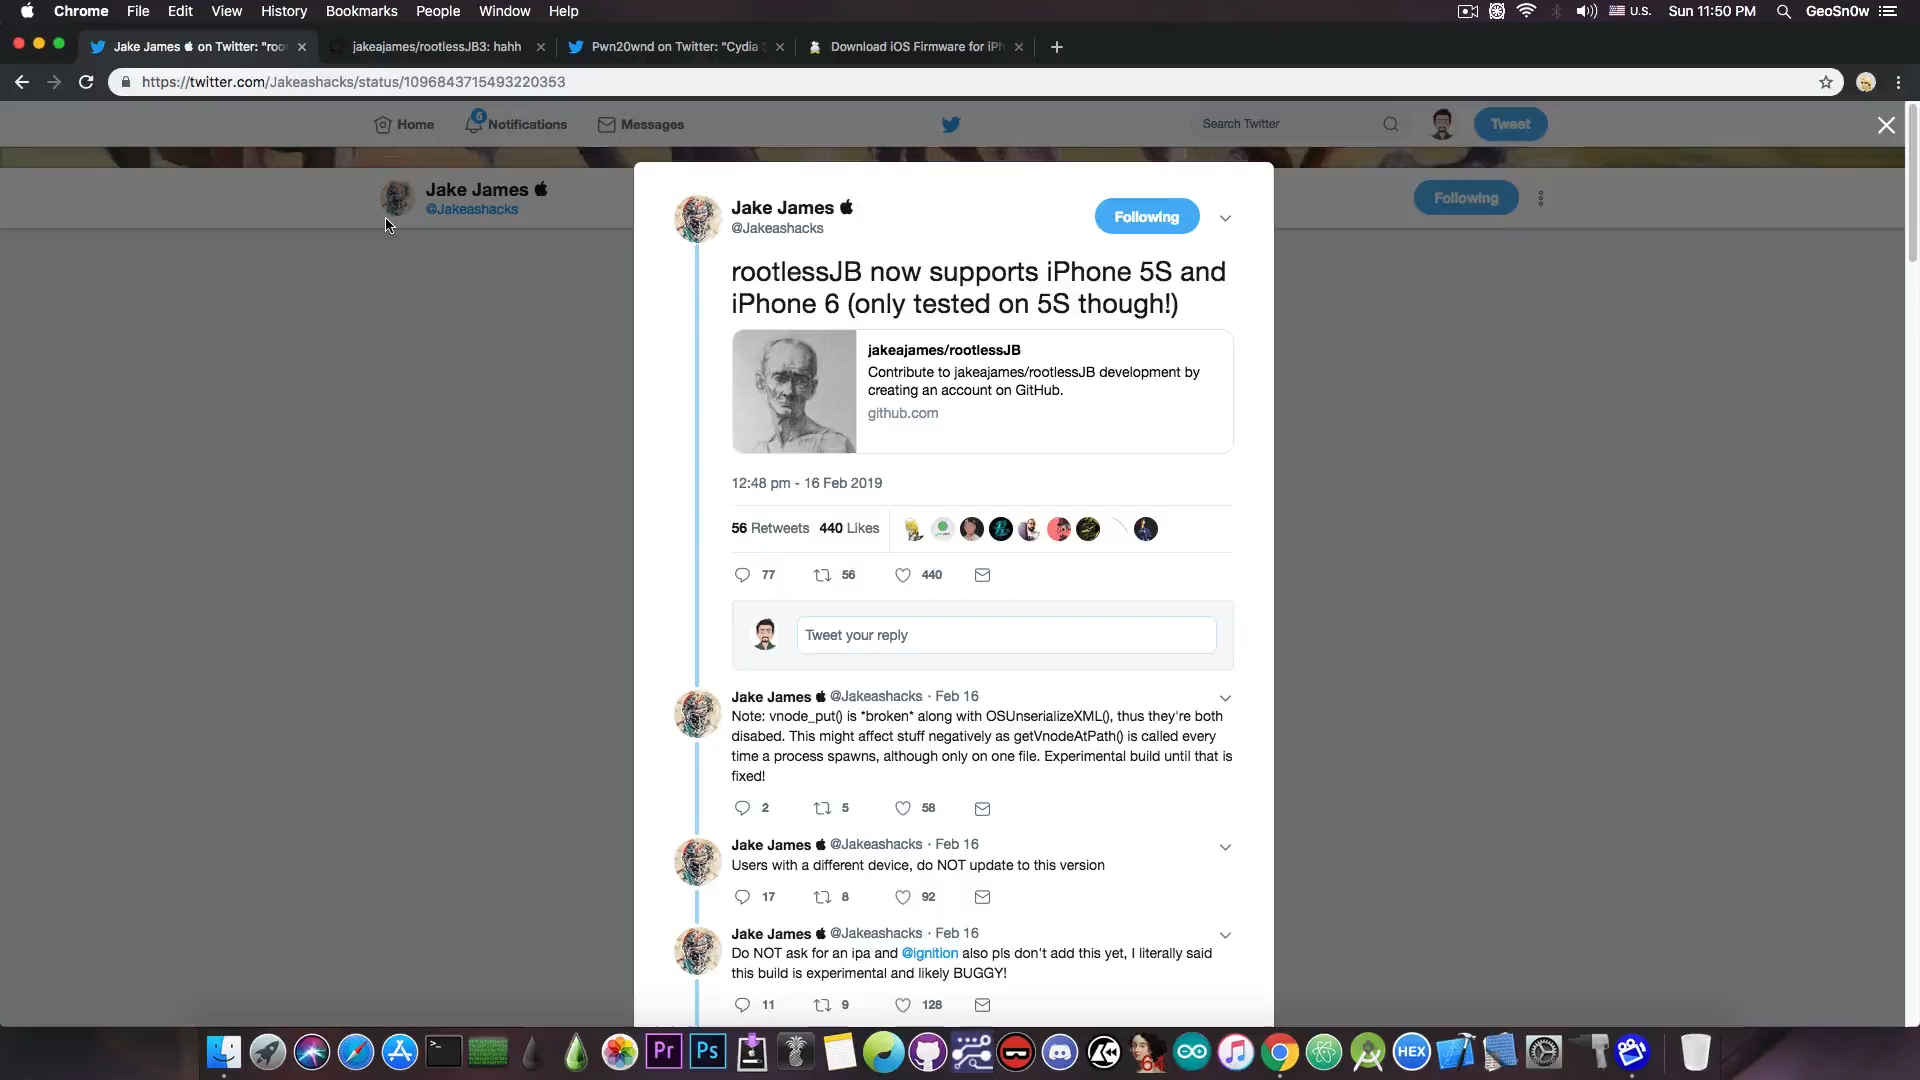 Chrome File Edit View History Bookmarks People Window Help U.S. Sun 11:50 PM GeoSn0w
Jake James on Twitter: "roo jakejames/rootlessJB3: hahh Pwn20wnd on Twitter: "Cydia S Download iOS Firmware for iPh
https://twitter.com/Jakeashacks/status/1096843715493220353
6
Home Notifications Messages Search Twitter Tweet
Jake James
@Jakeashacks
Following
Jake James
@Jakeashacks
Following
rootlessJB now supports iPhone 5S and
iPhone 6 (only tested on 5S though!)
jakeajames/rootlessJB
Contribute to jakeajames/rootlessJB development by
creating an account on GitHub.
github.com
12:48 pm - 16 Feb 2019
56 Retweets 440 Likes
77 56 440
Tweet your reply
Jake James @Jakeashacks · Feb 16
Note: vnode_put() is *broken* along with OSUnserializeXML(), thus they're both
disabed. This might affect stuff negatively as getVnodeAtPath() is called every
time a process spawns, although only on one file. Experimental build until that is
fixed!
2 5 58
Jake James @Jakeashacks · Feb 16
Users with a different device, do NOT update to this version
17 8 92
Jake James @Jakeashacks · Feb 16
Do NOT ask for an ipa and @ignition also pls don't add this yet, I literally said
this build is experimental and likely BUGGY!
11 9 128
Pr Ps 64 HEX